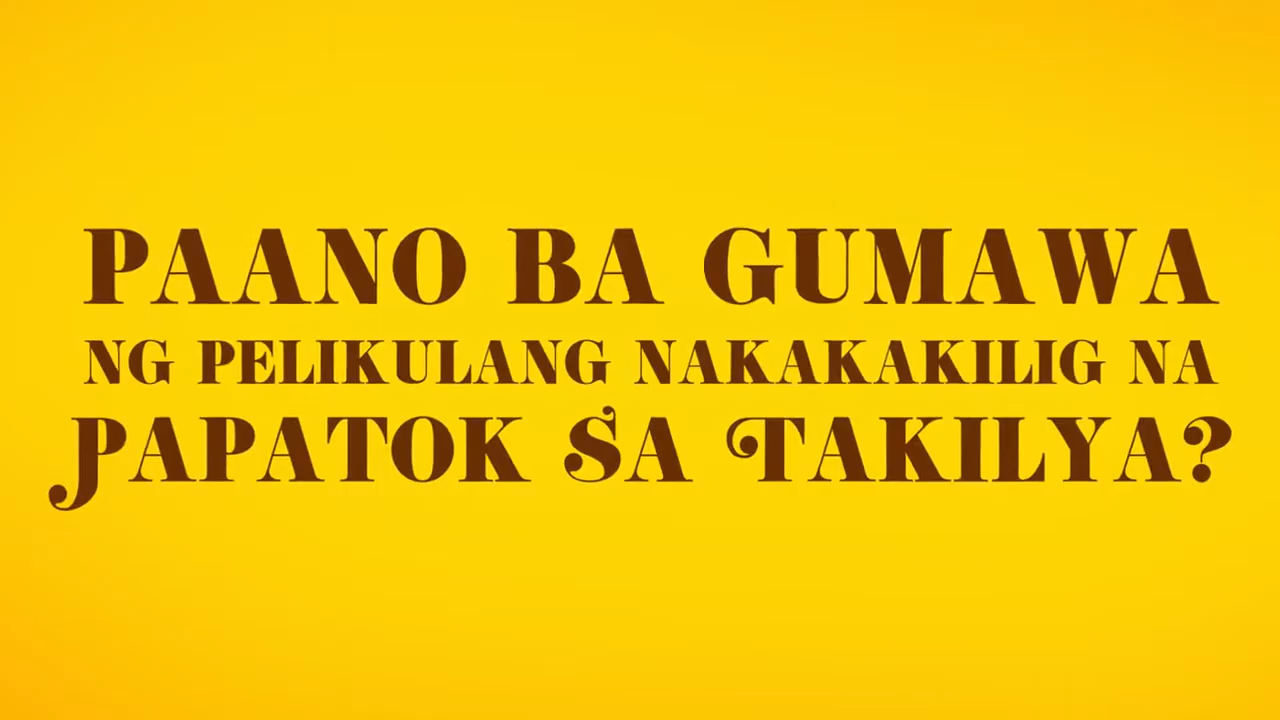 PAANO BA GUMAWA
NG PELIKULANG NAKAKAKILIG NA
PAPATOK SA TAKILYA?